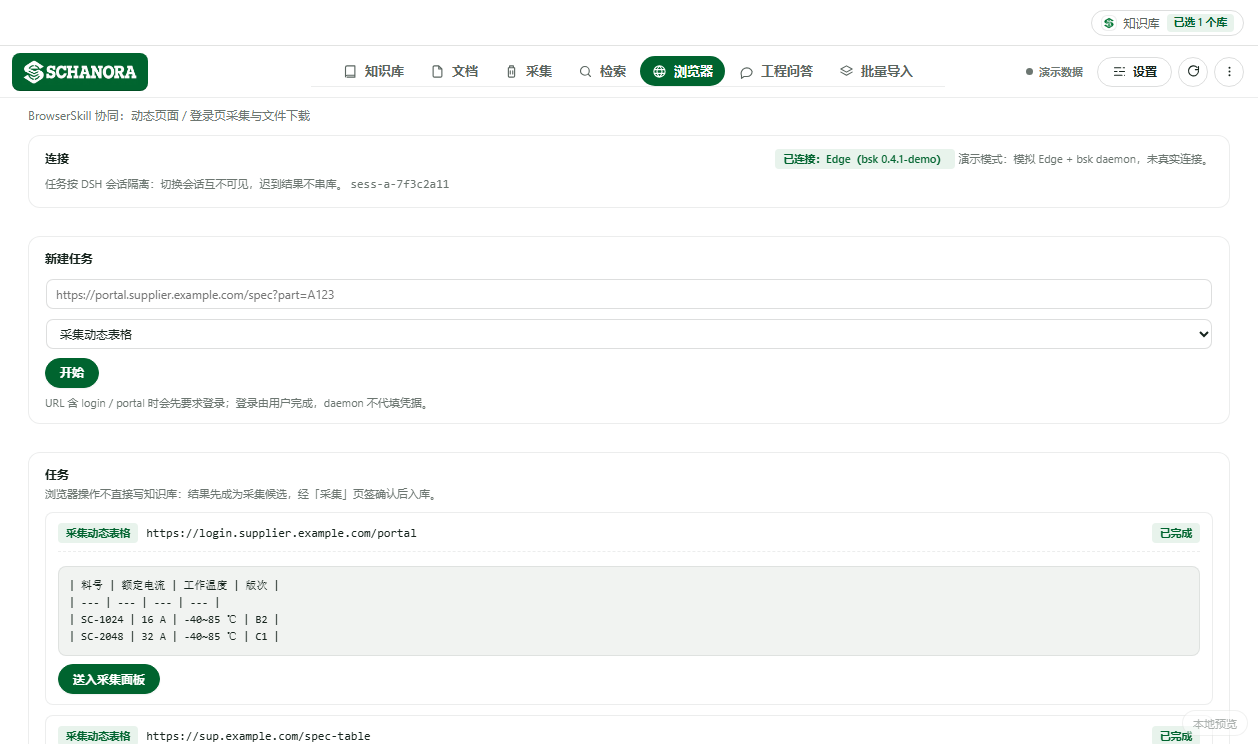 知识库 已选 1 个库
SCHANORA 知识库 文档 采集 检索 浏览器 工程问答 批量导入 演示数据 设置
BrowserSkill 协同：动态页面 / 登录页采集与文件下载
连接 已连接：Edge（bsk 0.4.1-demo） 演示模式：模拟 Edge + bsk daemon，未真实连接。
任务按 DSH 会话隔离：切换会话互不可见，迟到结果不串库。 sess-a-7f3c2a11
新建任务
https://portal.supplier.example.com/spec?part=A123
采集动态表格
开始
URL 含 login / portal 时会先要求登录；登录由用户完成，daemon 不代填凭据。
任务
浏览器操作不直接写知识库：结果先成为采集候选，经「采集」页签确认后入库。
采集动态表格 https://login.supplier.example.com/portal 已完成
| 料号 | 额定电流 | 工作温度 | 版次 |
| --- | --- | --- | --- |
| SC-1024 | 16 A | -40~85 ℃ | B2 |
| SC-2048 | 32 A | -40~85 ℃ | C1 |
送入采集面板
本地预览
采集动态表格 https://sup.example.com/spec-table 已完成